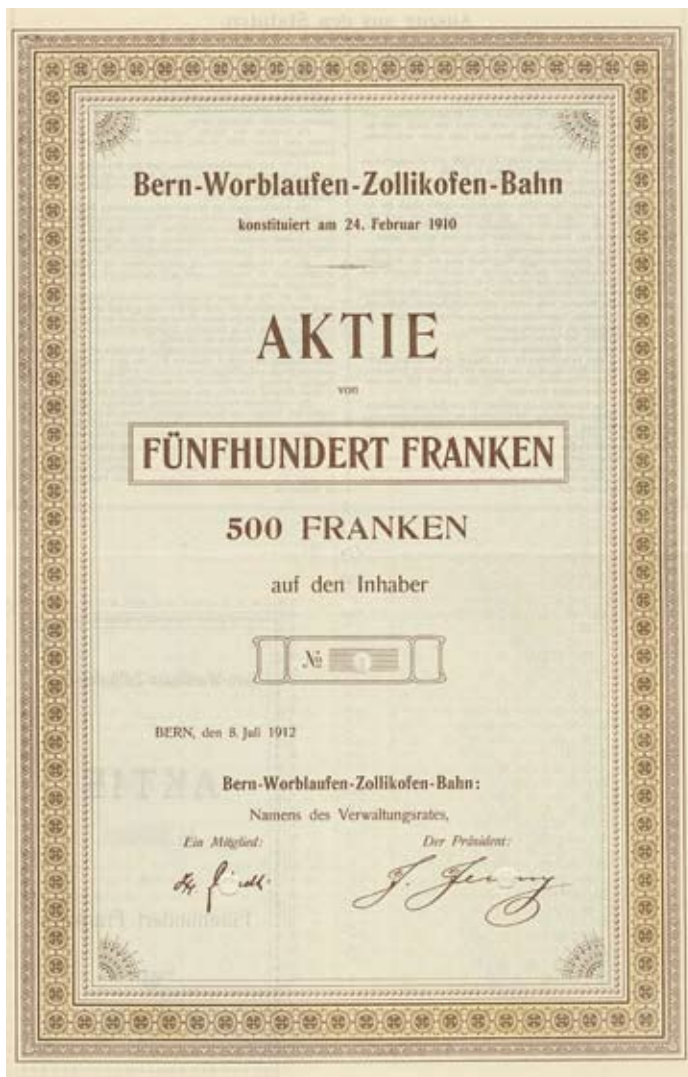 Bern-Worblaufen-Zollikofen-Bahn
konstituiert am 24. Februar 1910
AKTIE
von
FÜNFHUNDERT FRANKEN
500 FRANKEN
auf den Inhaber
№
BERN, den 8. Juli 1912
Bern-Worblaufen-Zollikofen-Bahn:
Namens des Verwaltungsrates,
Ein Mitglied: Der Präsident: